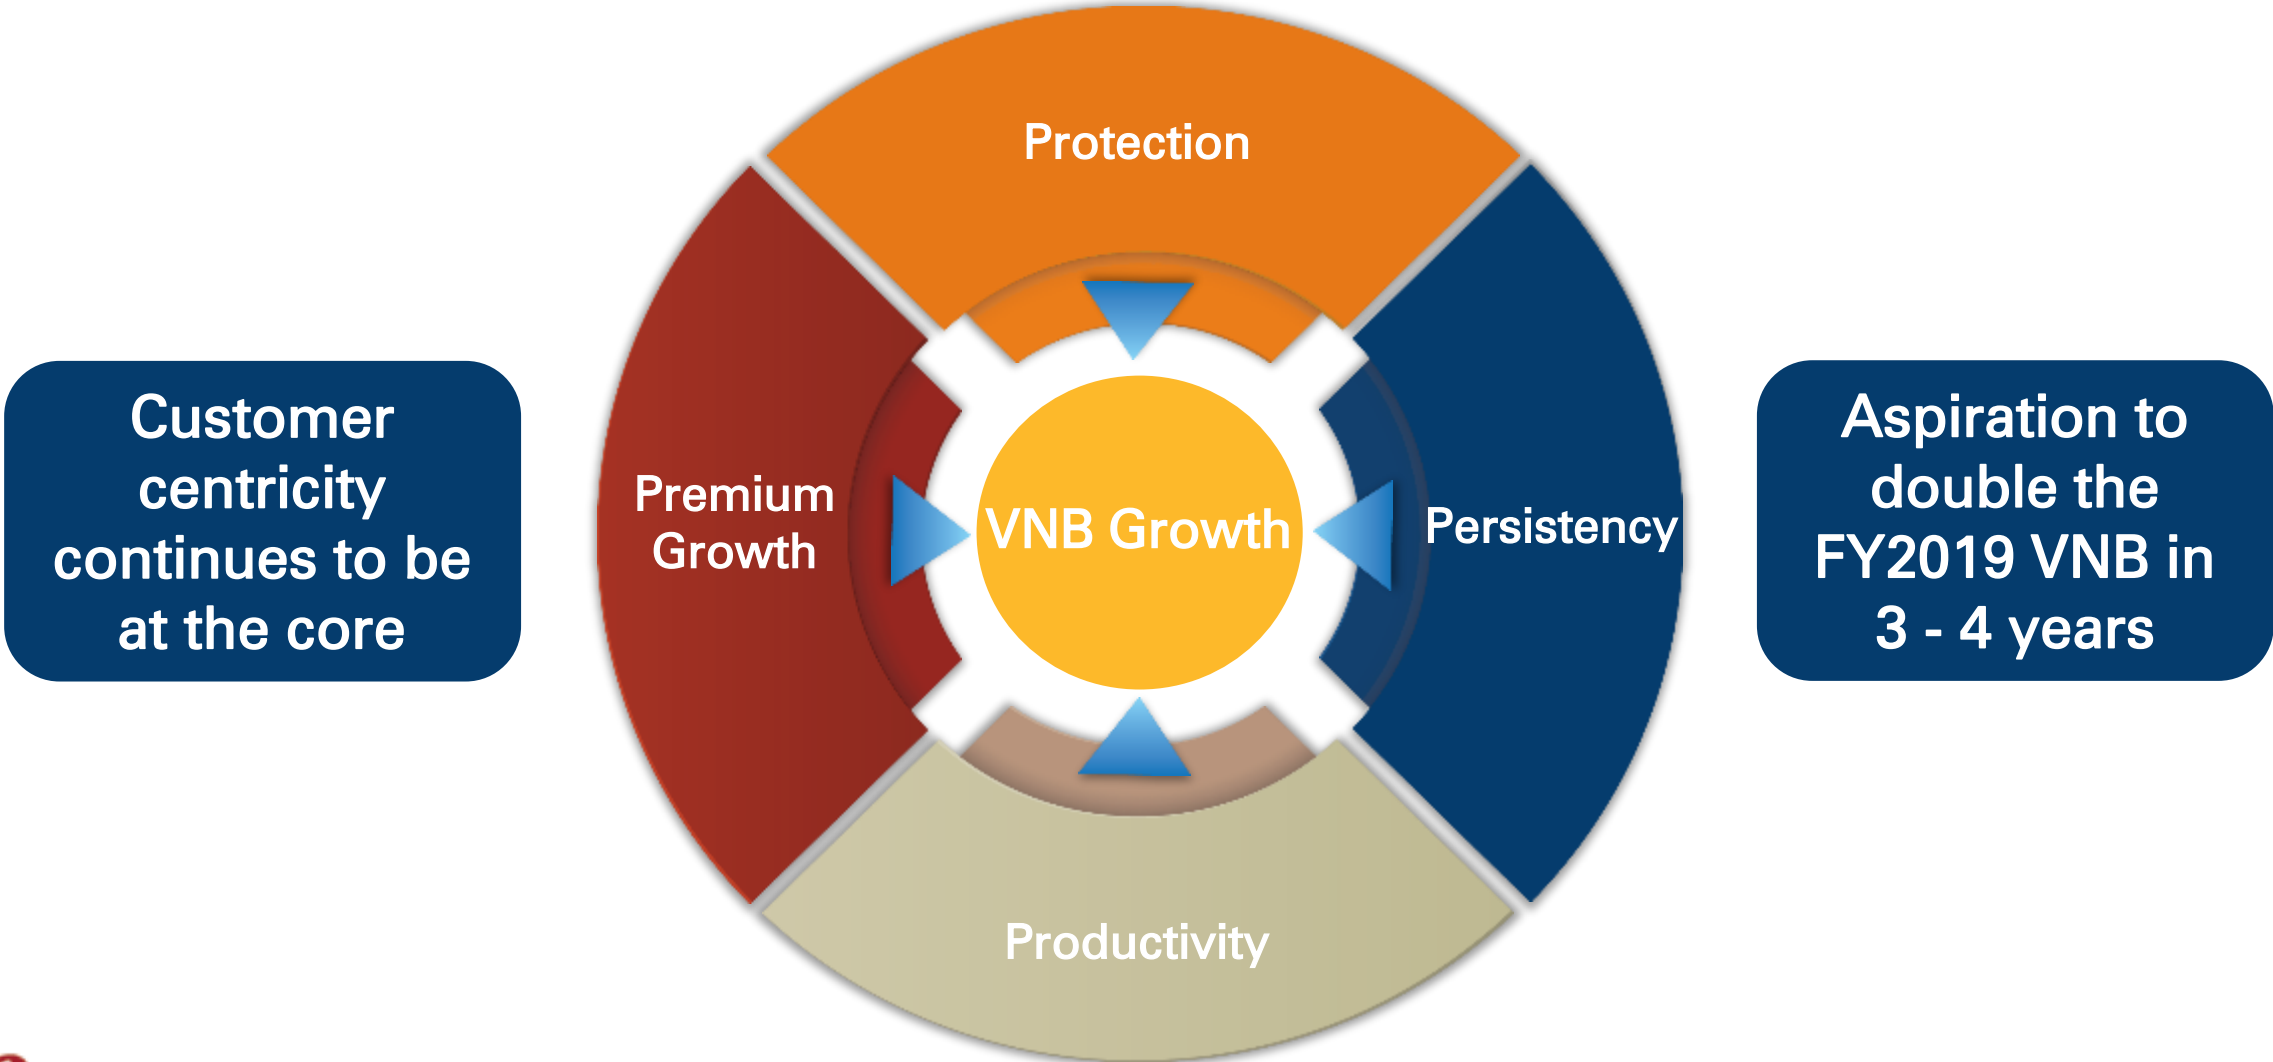 Protection
Customer
centricity
continues to be
at the core
Premium
Growth
VNB Growth
Persistency
Aspiration to
double the
FY2019 VNB in
3 - 4 years
Productivity